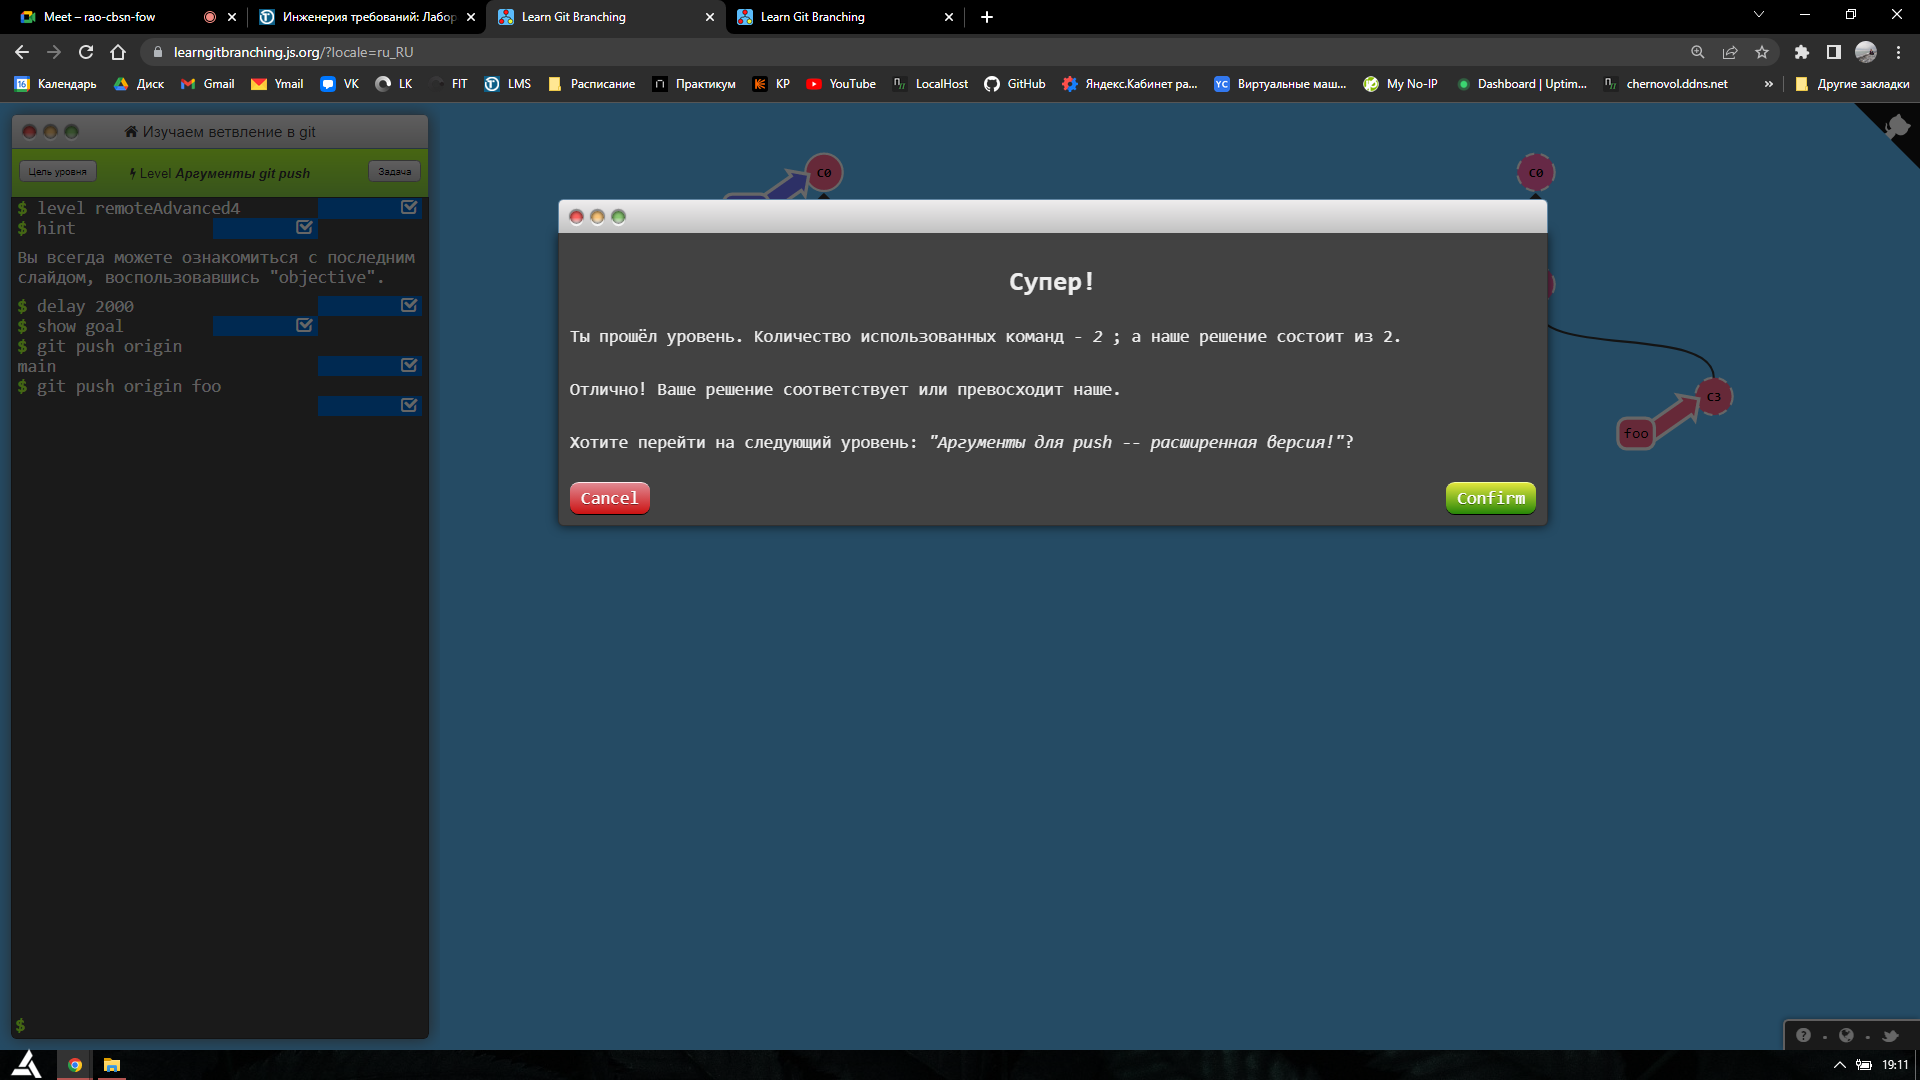 Meet – rao-cbsn-fow
Инженерия требований: Лабор
Learn Git Branching
Learn Git Branching
learngitbranching.js.org/?locale=ru_RU
16 Календарь
Диск
Gmail
Ymail
VK
LK
FIT
LMS
Расписание
Практикум
KP
YouTube
LocalHost
GitHub
Яндекс.Кабинет ра...
YC Виртуальные маш...
My No-IP
Dashboard | Uptim...
chernovol.ddns.net
»
Другие закладки
Изучаем ветвление в git
Цель уровня
Level Аргументы git push
Задача
$ level remoteAdvanced4
$ hint
Вы всегда можете ознакомиться с последним
слайдом, воспользовавшись "objective".
$ delay 2000
$ show goal
$ git push origin
main
$ git push origin foo
$
C0
C0
C3
foo
Супер!
Ты прошёл уровень. Количество использованных команд - 2 ; а наше решение состоит из 2.
Отлично! Ваше решение соответствует или превосходит наше.
Хотите перейти на следующий уровень: "Аргументы для push -- расширенная версия!"?
Cancel
Confirm
19:11